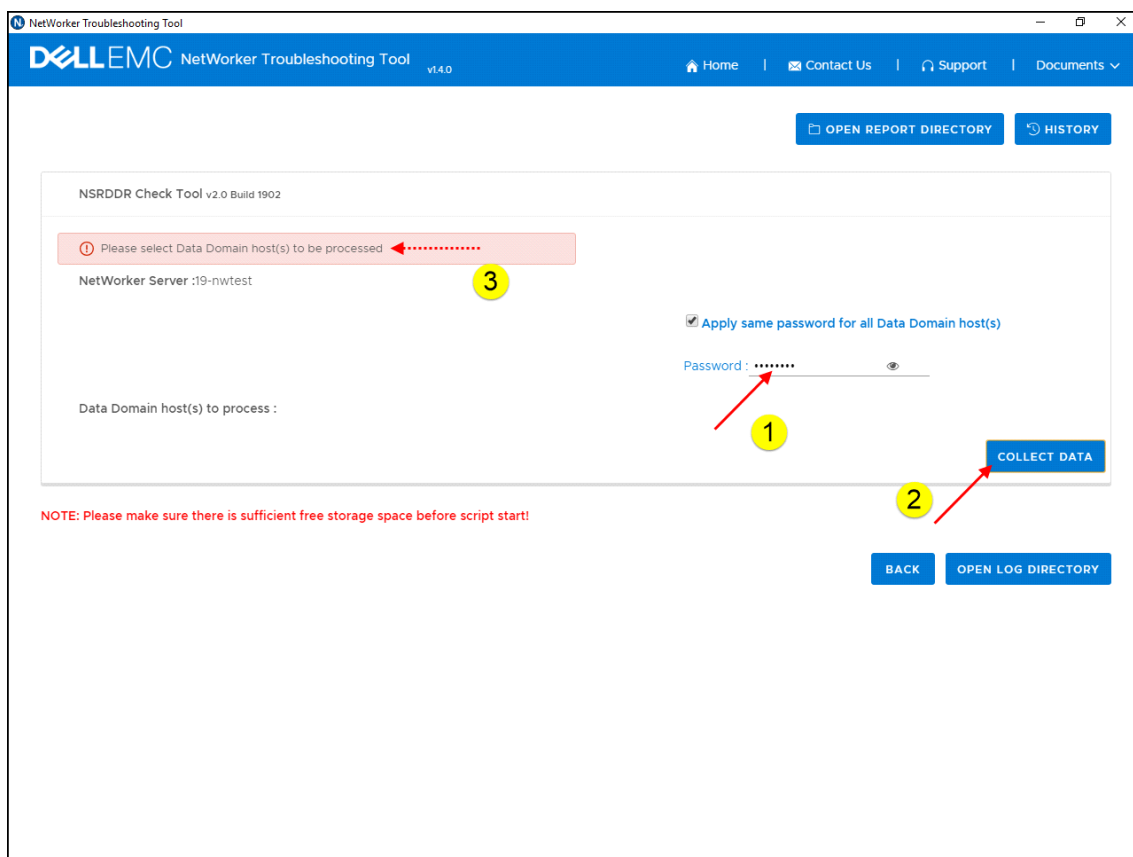 NetWorker Troubleshooting Tool
DELLEMC NetWorker Troubleshooting Tool v1.4.0
Home | Contact Us | Support | Documents
OPEN REPORT DIRECTORY HISTORY
NSRDDR Check Tool v2.0 Build 1902
Please select Data Domain host(s) to be processed
3
NetWorker Server :19-nwtest
Apply same password for all Data Domain host(s)
Password : ••••••••
Data Domain host(s) to process :
1
COLLECT DATA
2
NOTE: Please make sure there is sufficient free storage space before script start!
BACK OPEN LOG DIRECTORY